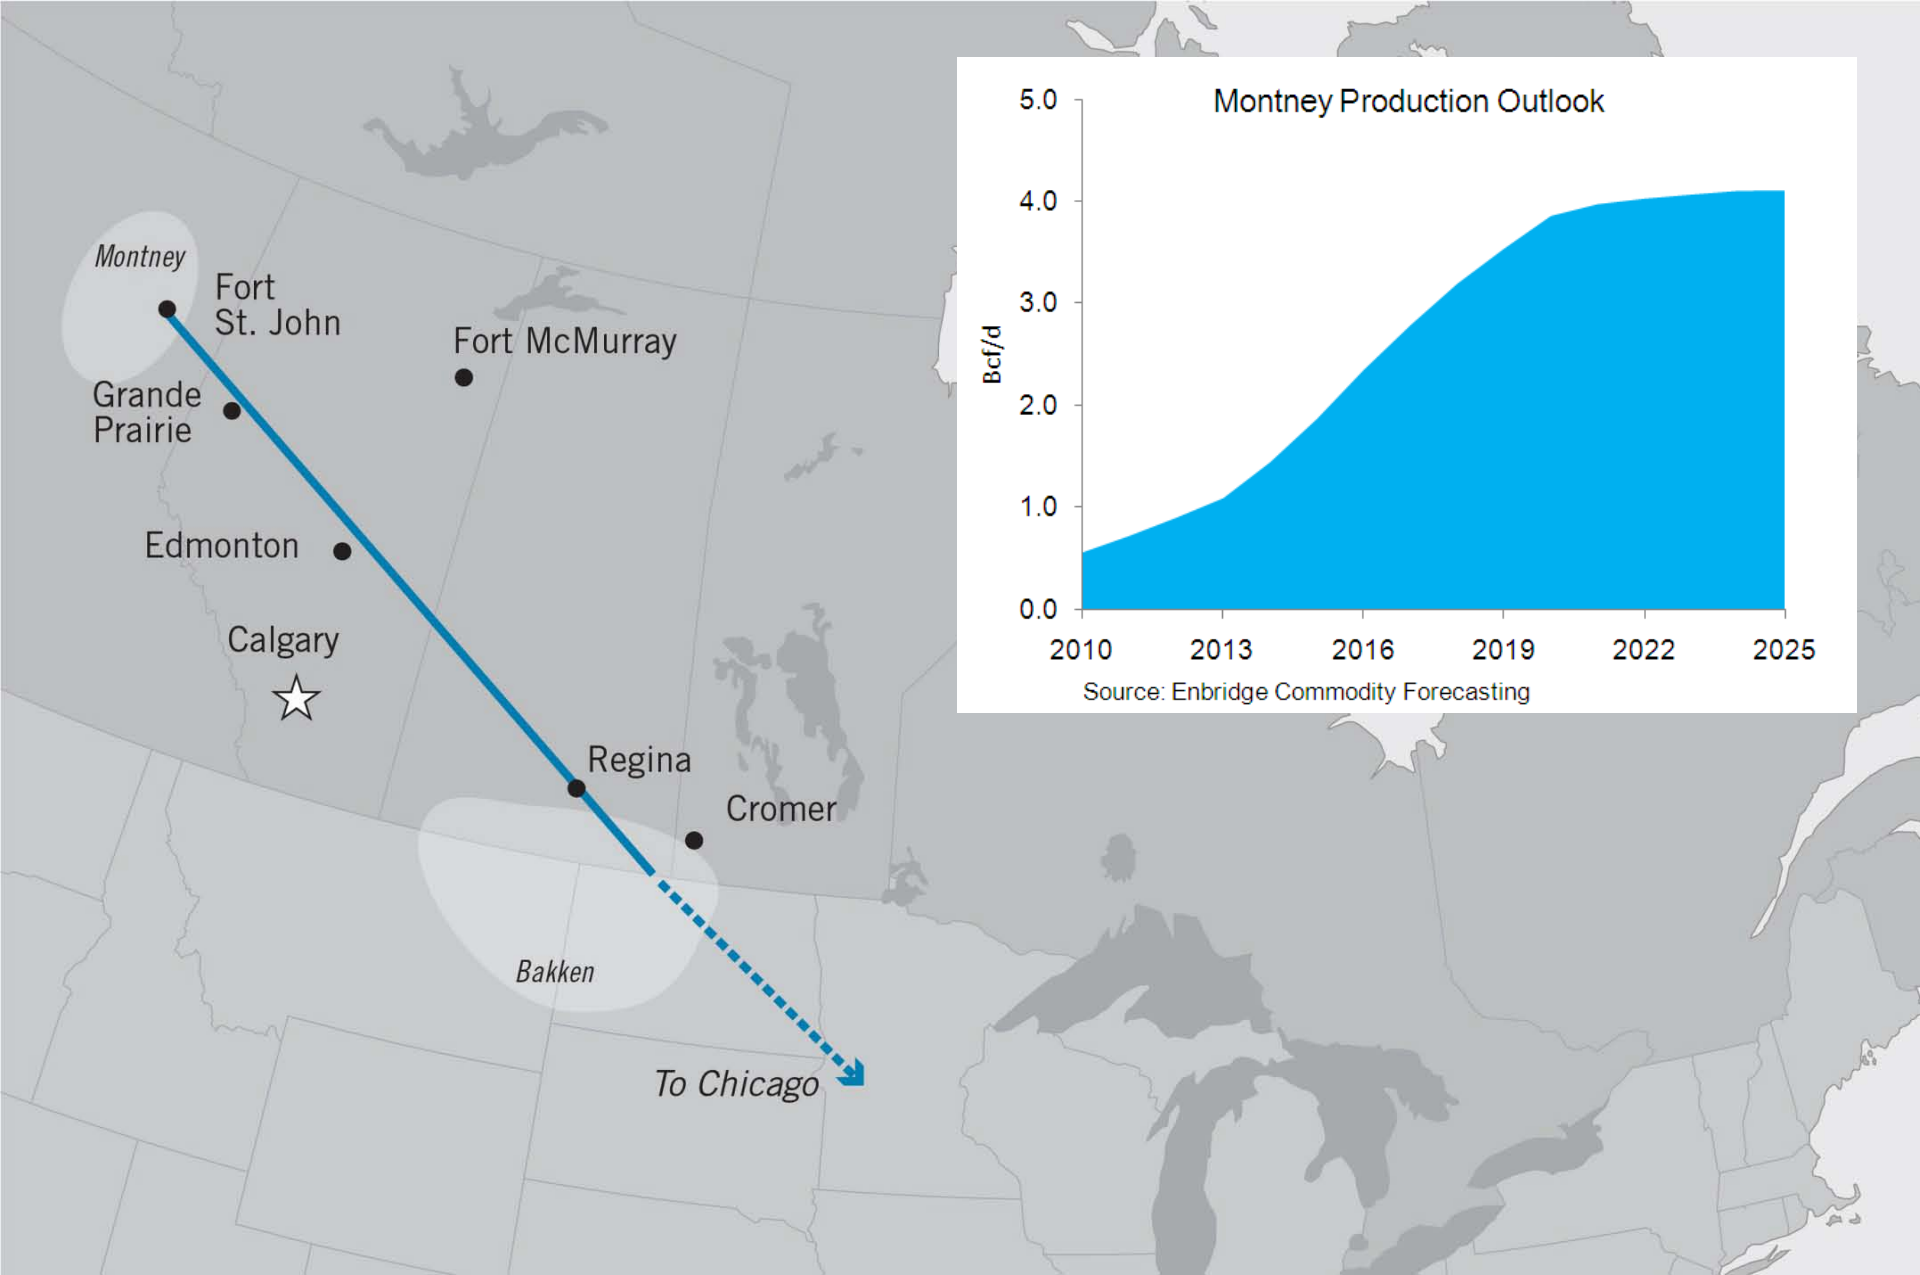 Montney
Fort
St. John
Fort McMurray
Grande
Prairie
Edmonton
Calgary
Regina
Cromer
Bakken
To Chicago
Montney Production Outlook
5.0
4.0
3.0
2.0
1.0
0.0
Bcf/d
2010 2013 2016 2019 2022 2025
Source: Enbridge Commodity Forecasting